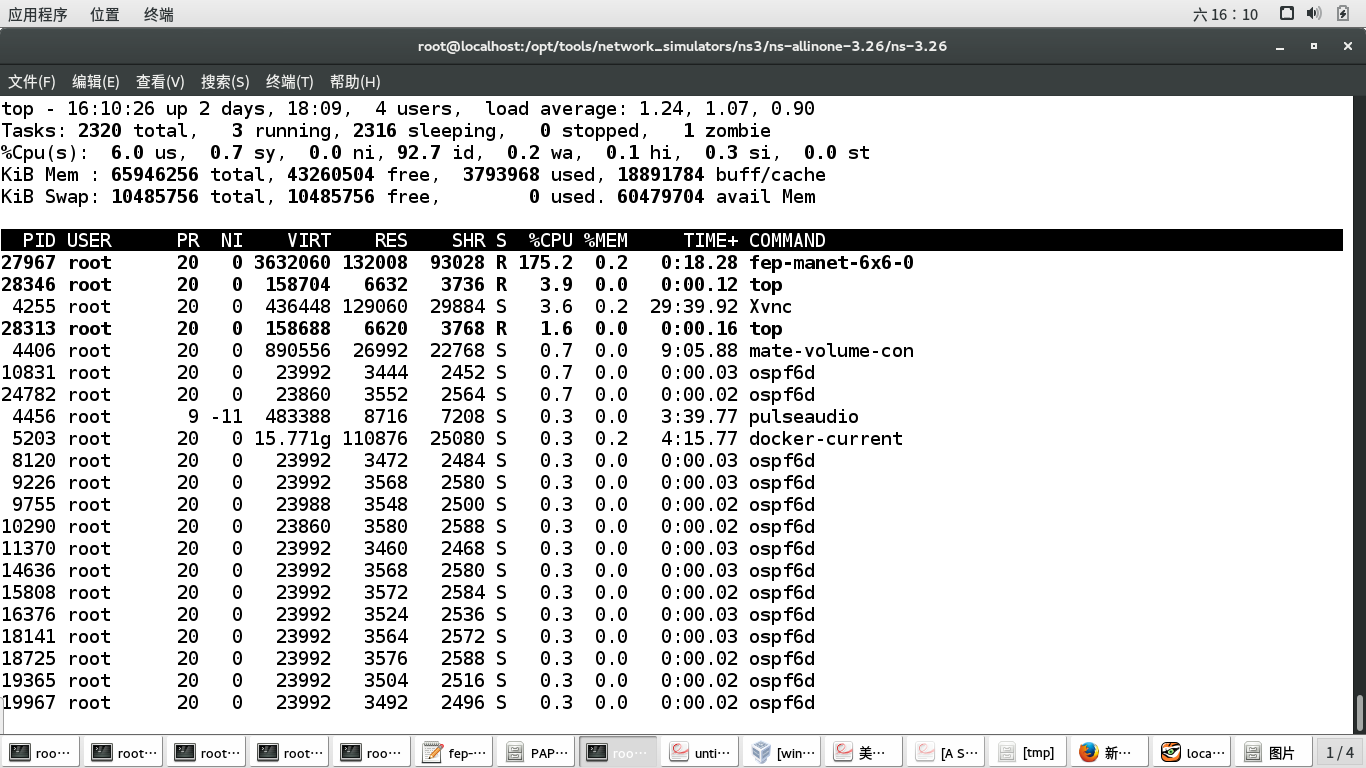 应用程序 位置 终端 六 16：10
root@localhost:/opt/tools/network_simulators/ns3/ns-allinone-3.26/ns-3.26
文件(F) 编辑(E) 查看(V) 搜索(S) 终端(T) 帮助(H)
top - 16:10:26 up 2 days, 18:09,  4 users,  load average: 1.24, 1.07, 0.90
Tasks: 2320 total,   3 running, 2316 sleeping,   0 stopped,   1 zombie
%Cpu(s):  6.0 us,  0.7 sy,  0.0 ni, 92.7 id,  0.2 wa,  0.1 hi,  0.3 si,  0.0 st
KiB Mem : 65946256 total, 43260504 free,  3793968 used, 18891784 buff/cache
KiB Swap: 10485756 total, 10485756 free,        0 used. 60479704 avail Mem
PID USER PR NI VIRT RES SHR S %CPU %MEM TIME+ COMMAND
27967 root 20 0 3632060 132008 93028 R 175.2 0.2 0:18.28 fep-manet-6x6-0
28346 root 20 0 158704 6632 3736 R 3.9 0.0 0:00.12 top
4255 root 20 0 436448 129060 29884 S 3.6 0.2 29:39.92 Xvnc
28313 root 20 0 158688 6620 3768 R 1.6 0.0 0:00.16 top
4406 root 20 0 890556 26992 22768 S 0.7 0.0 9:05.88 mate-volume-con
10831 root 20 0 23992 3444 2452 S 0.7 0.0 0:00.03 ospf6d
24782 root 20 0 23860 3552 2564 S 0.7 0.0 0:00.02 ospf6d
4456 root 9 -11 483388 8716 7208 S 0.3 0.0 3:39.77 pulseaudio
5203 root 20 0 15.771g 110876 25080 S 0.3 0.2 4:15.77 docker-current
8120 root 20 0 23992 3472 2484 S 0.3 0.0 0:00.03 ospf6d
9226 root 20 0 23992 3568 2580 S 0.3 0.0 0:00.03 ospf6d
9755 root 20 0 23988 3548 2500 S 0.3 0.0 0:00.02 ospf6d
10290 root 20 0 23860 3580 2588 S 0.3 0.0 0:00.02 ospf6d
11370 root 20 0 23992 3460 2468 S 0.3 0.0 0:00.03 ospf6d
14636 root 20 0 23992 3568 2580 S 0.3 0.0 0:00.03 ospf6d
15808 root 20 0 23992 3572 2584 S 0.3 0.0 0:00.02 ospf6d
16376 root 20 0 23992 3524 2536 S 0.3 0.0 0:00.03 ospf6d
18141 root 20 0 23992 3564 2572 S 0.3 0.0 0:00.03 ospf6d
18725 root 20 0 23992 3576 2588 S 0.3 0.0 0:00.02 ospf6d
19365 root 20 0 23992 3504 2516 S 0.3 0.0 0:00.02 ospf6d
19967 root 20 0 23992 3492 2496 S 0.3 0.0 0:00.02 ospf6d
roo… root… root… root… roo… fep-… PAP… roo… unti… [win… 美… [A S… [tmp] 新… loca… 图片 1 / 4